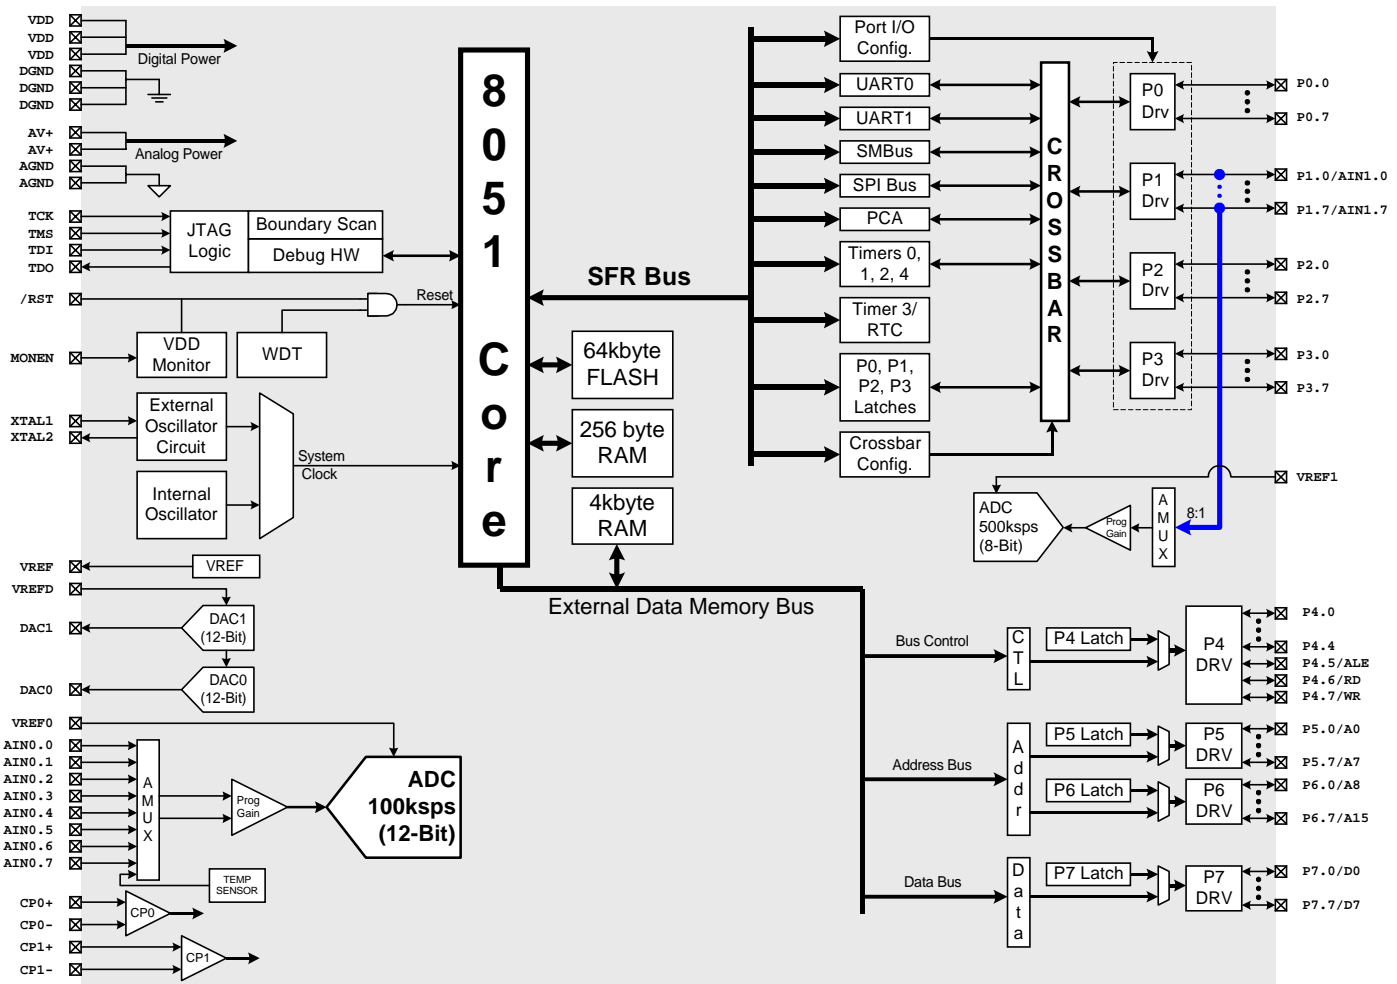 VDD
VDD
VDD
Digital Power
DGND
DGND
DGND
AV+
AV+
Analog Power
AGND
AGND
TCK
TMS
TDI
TDO
JTAG
Logic
Boundary Scan
Debug HW
/RST
Reset
MONEN
VDD
Monitor
WDT
XTAL1
XTAL2
External
Oscillator
Circuit
System
Clock
Internal
Oscillator
VREF
VREF
VREFD
DAC1
DAC1
(12-Bit)
DAC0
DAC0
(12-Bit)
VREF0
AIN0.0
AIN0.1
AIN0.2
AIN0.3
AIN0.4
AIN0.5
AIN0.6
AIN0.7
A
M
U
X
Prog
Gain
ADC
100ksps
(12-Bit)
TEMP
SENSOR
CP0+
CP0-
CP0
CP1+
CP1-
CP1
8
0
5
1
C
o
r
e
SFR Bus
64kbyte
FLASH
256 byte
RAM
4kbyte
RAM
External Data Memory Bus
Port I/O
Config.
UART0
UART1
SMBus
SPI Bus
PCA
Timers 0,
1, 2, 4
Timer 3/
RTC
P0, P1,
P2, P3
Latches
Crossbar
Config.
C
R
O
S
S
B
A
R
P0
Drv
P1
Drv
P2
Drv
P3
Drv
P0.0
P0.7
P1.0/AIN1.0
P1.7/AIN1.7
P2.0
P2.7
P3.0
P3.7
VREF1
ADC
500ksps
(8-Bit)
Prog
Gain
A
M
U
X
8:1
Bus Control
C
T
L
P4 Latch
P4
DRV
P4.0
P4.4
P4.5/ALE
P4.6/RD
P4.7/WR
Address Bus
A
d
d
r
P5 Latch
P5
DRV
P5.0/A0
P5.7/A7
P6 Latch
P6
DRV
P6.0/A8
P6.7/A15
Data Bus
D
a
t
a
P7 Latch
P7
DRV
P7.0/D0
P7.7/D7